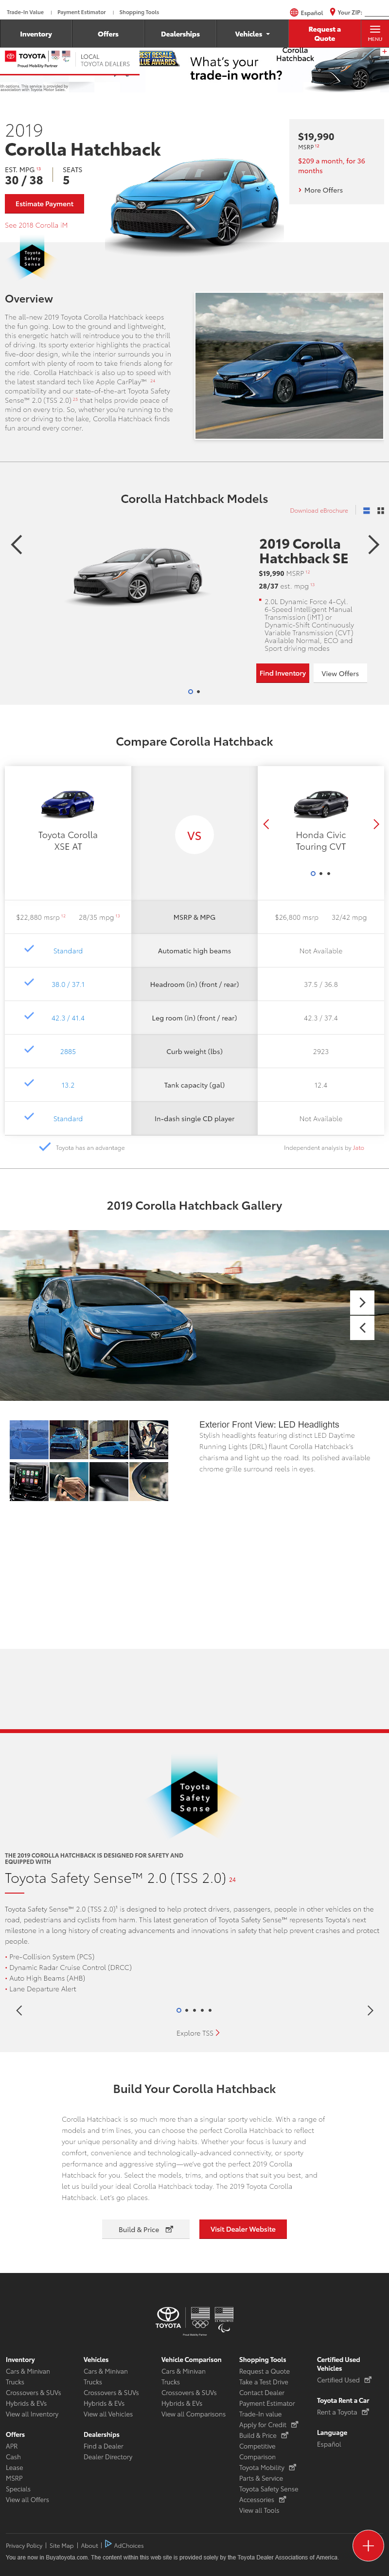 Trade-In Value | Payment Estimator | Shopping Tools
Español Your ZIP:
Inventory Offers Dealerships Vehicles Request a Quote MENU
TOYOTA LOCAL TOYOTA DEALERS
Proud Mobility Partner
BEST RESALE VALUE AWARD
What's your
trade-in worth?
Corolla
Hatchback
association with Toyota Motor Sales
2019
Corolla Hatchback
EST. MPG 13 SEATS
30 / 38 5
Estimate Payment
See 2018 Corolla iM
$19,990
MSRP 12
$209 a month, for 36
months
More Offers
Toyota
Safety
Sense
Overview
The all-new 2019 Toyota Corolla Hatchback keeps
the fun going. Low to the ground and lightweight,
this energetic hatch will reintroduce you to the thrill
of driving. Its sporty exterior highlights the practical
five-door design, while the interior surrounds you in
comfort with plenty of room to take friends along for
the ride. Corolla Hatchback is also up to speed with
the latest standard tech like Apple CarPlay™ 24
compatibility and our state-of-the-art Toyota Safety
Sense™ 2.0 (TSS 2.0) 23 that helps provide peace of
mind on every trip. So, whether you're running to the
store or driving to the lake, Corolla Hatchback finds
fun around every corner.
Corolla Hatchback Models
Download eBrochure
2019 Corolla
Hatchback SE
$19,990 MSRP 12
28/37 est. mpg 13
2.0L Dynamic Force 4-Cyl.
6-Speed Intelligent Manual
Transmission (iMT) or
Dynamic-Shift Continuously
Variable Transmission (CVT)
Available Normal, ECO and
Sport driving modes
Find Inventory View Offers
Compare Corolla Hatchback
Toyota Corolla
XSE AT
VS
Honda Civic
Touring CVT
$22,880 msrp 12 28/35 mpg 13 MSRP & MPG $26,800 msrp 32/42 mpg
Standard Automatic high beams Not Available
38.0 / 37.1 Headroom (in) (front / rear) 37.5 / 36.8
42.3 / 41.4 Leg room (in) (front / rear) 42.3 / 37.4
2885 Curb weight (lbs) 2923
13.2 Tank capacity (gal) 12.4
Standard In-dash single CD player Not Available
Toyota has an advantage Independent analysis by Jato
2019 Corolla Hatchback Gallery
Exterior Front View: LED Headlights
Stylish headlights featuring distinct LED Daytime
Running Lights (DRL) flaunt Corolla Hatchback's
charisma and light up the road. Its polished available
chrome grille surround reels in eyes.
Toyota
Safety
Sense
THE 2019 COROLLA HATCHBACK IS DESIGNED FOR SAFETY AND
EQUIPPED WITH
Toyota Safety Sense™ 2.0 (TSS 2.0) 24
Toyota Safety Sense™ 2.0 (TSS 2.0)† is designed to help protect drivers, passengers, people in other vehicles on the
road, pedestrians and cyclists from harm. This latest generation of Toyota Safety Sense™ represents Toyota's next
milestone in a long history of creating advancements and innovations in safety that help prevent crashes and protect
people.
• Pre-Collision System (PCS)
• Dynamic Radar Cruise Control (DRCC)
• Auto High Beams (AHB)
• Lane Departure Alert
Explore TSS
Build Your Corolla Hatchback
Corolla Hatchback is so much more than a singular sporty vehicle. With a range of
models and trim lines, you can choose the perfect Corolla Hatchback to reflect
your unique personality and driving habits. Whether your focus is luxury and
comfort, convenience and technologically-advanced connectivity, or sporty
performance and aggressive styling—we've got the perfect 2019 Corolla
Hatchback for you. Select the models, trims, and options that suit you best, and
let us build your ideal Corolla Hatchback today. The 2019 Toyota Corolla
Hatchback. Let's go places.
Build & Price Visit Dealer Website
TOYOTA
Inventory
Cars & Minivan
Trucks
Crossovers & SUVs
Hybrids & EVs
View all Inventory
Offers
APR
Cash
Lease
MSRP
Specials
View all Offers
Vehicles
Cars & Minivan
Trucks
Crossovers & SUVs
Hybrids & EVs
View all Vehicles
Dealerships
Find a Dealer
Dealer Directory
Vehicle Comparison
Cars & Minivan
Trucks
Crossovers & SUVs
Hybrids & EVs
View all Comparisons
Shopping Tools
Request a Quote
Take a Test Drive
Contact Dealer
Payment Estimator
Trade-In value
Apply for Credit
Build & Price
Competitive
Comparison
Toyota Mobility
Parts & Service
Toyota Safety Sense
Accessories
View all Tools
Certified Used
Vehicles
Certified Used
Toyota Rent a Car
Rent a Toyota
Language
Español
Privacy Policy | Site Map | About | AdChoices
You are now in Buyatoyota.com. The content within this web site is provided solely by the Toyota Dealer Associations of America.